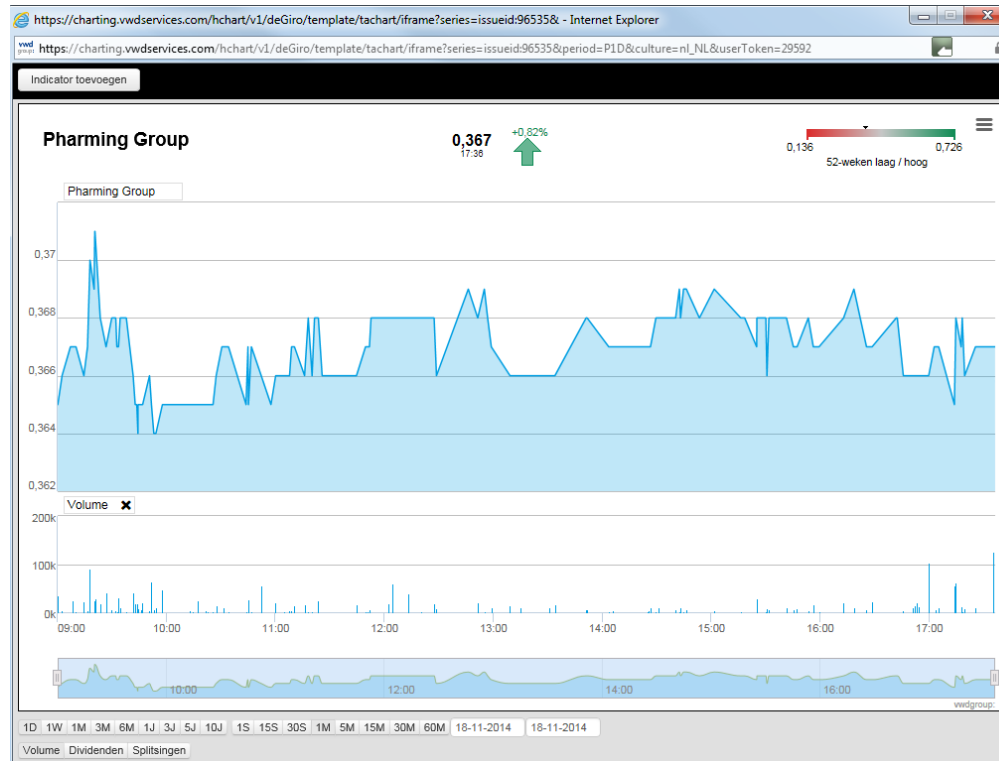 https://charting.vwdservices.com/hchart/v1/deGiro/template/tachart/iframe?series=issueid:96535& - Internet Explorer
vwd group: https://charting.vwdservices.com/hchart/v1/deGiro/template/tachart/iframe?series=issueid:96535&period=P1D&culture=nl_NL&userToken=29592
Indicator toevoegen
Pharming Group
0,367
17:36
+0,82%
0,136 0,726
52-weken laag / hoog
Pharming Group
0,37
0,368
0,366
0,364
0,362
Volume
200k
100k
0k
09:00 10:00 11:00 12:00 13:00 14:00 15:00 16:00 17:00
10:00 12:00 14:00 16:00
vwdgroup:
1D 1W 1M 3M 6M 1J 3J 5J 10J 1S 15S 30S 1M 5M 15M 30M 60M 18-11-2014 18-11-2014
Volume Dividenden Splitsingen